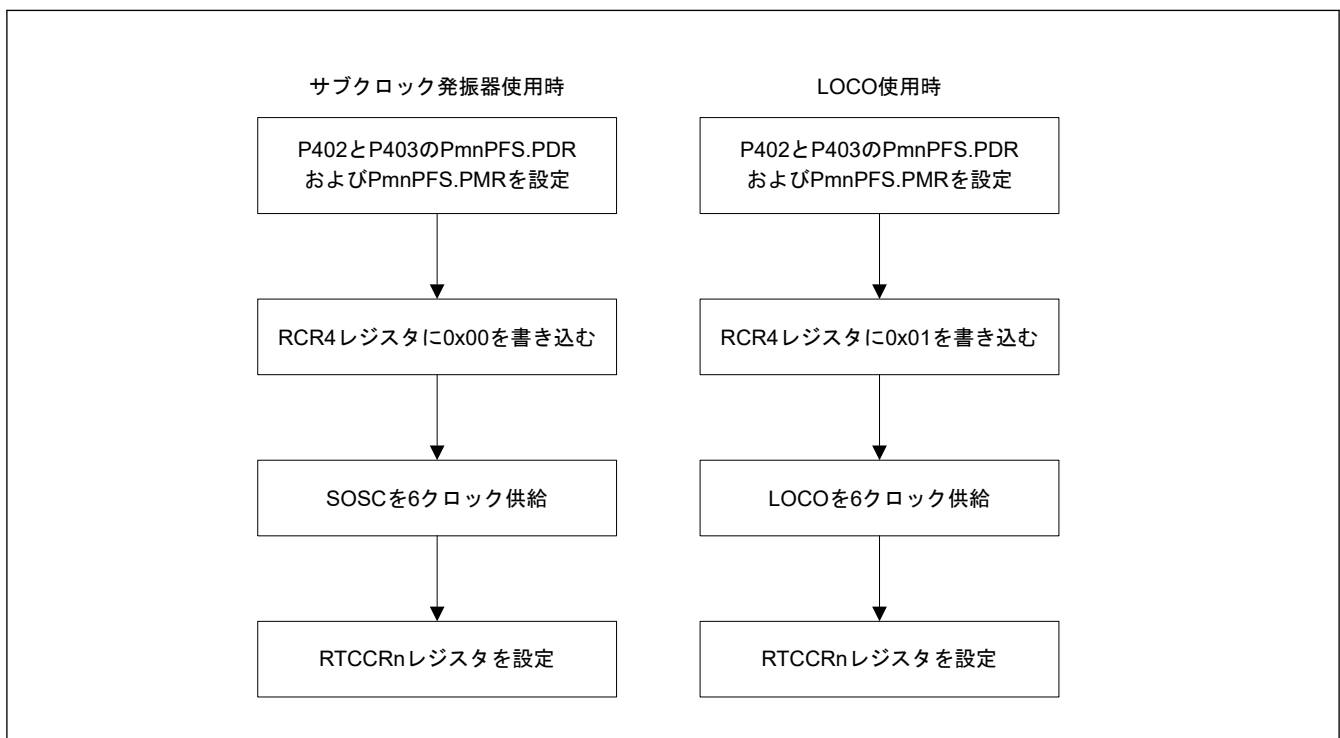 サブクロック発振器使用時
P402とP403のPmnPFS.PDR
およびPmnPFS.PMRを設定
RCR4レジスタに0x00を書き込む
SOSCを6クロック供給
RTCCRnレジスタを設定
LOCO使用時
P402とP403のPmnPFS.PDR
およびPmnPFS.PMRを設定
RCR4レジスタに0x01を書き込む
LOCOを6クロック供給
RTCCRnレジスタを設定